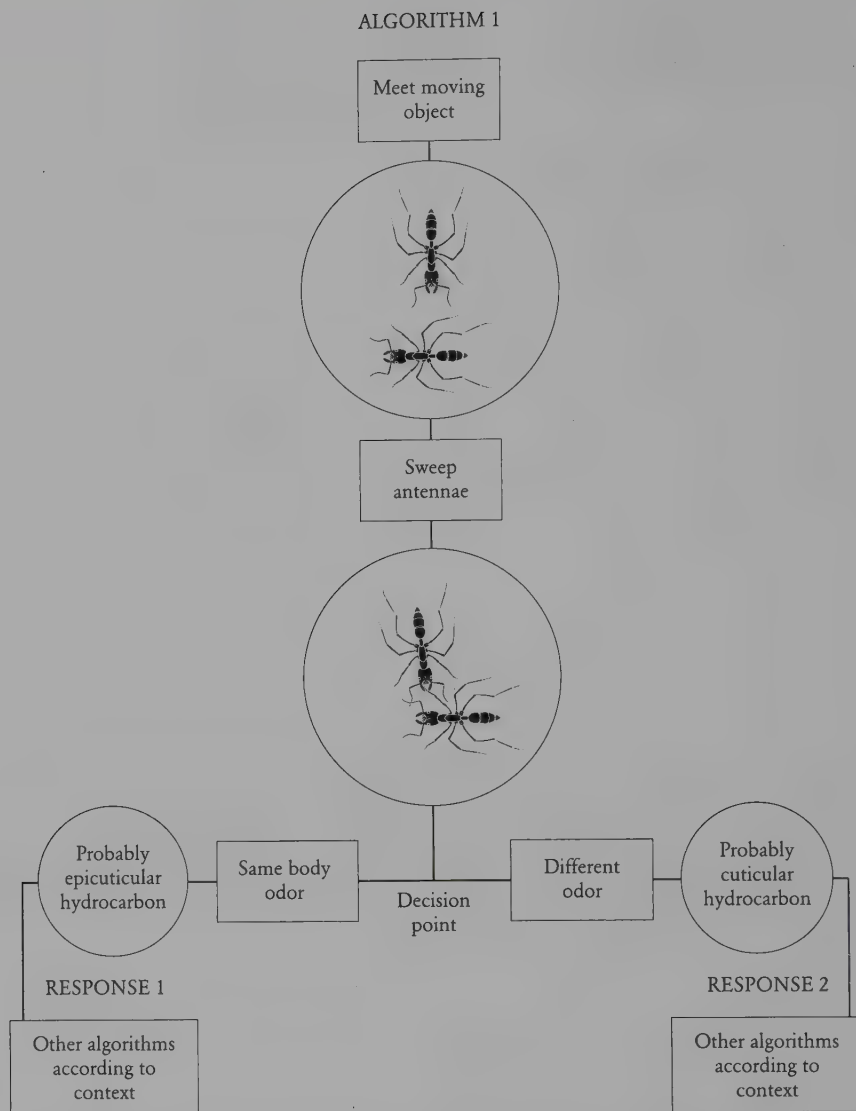 ALGORITHM 1
Meet moving
object
Sweep
antennae
Probably
epicuticular
hydrocarbon
Same body
odor
Decision
point
Different
odor
Probably
cuticular
hydrocarbon
RESPONSE 1
RESPONSE 2
Other algorithms
according to
context
Other algorithms
according to
context